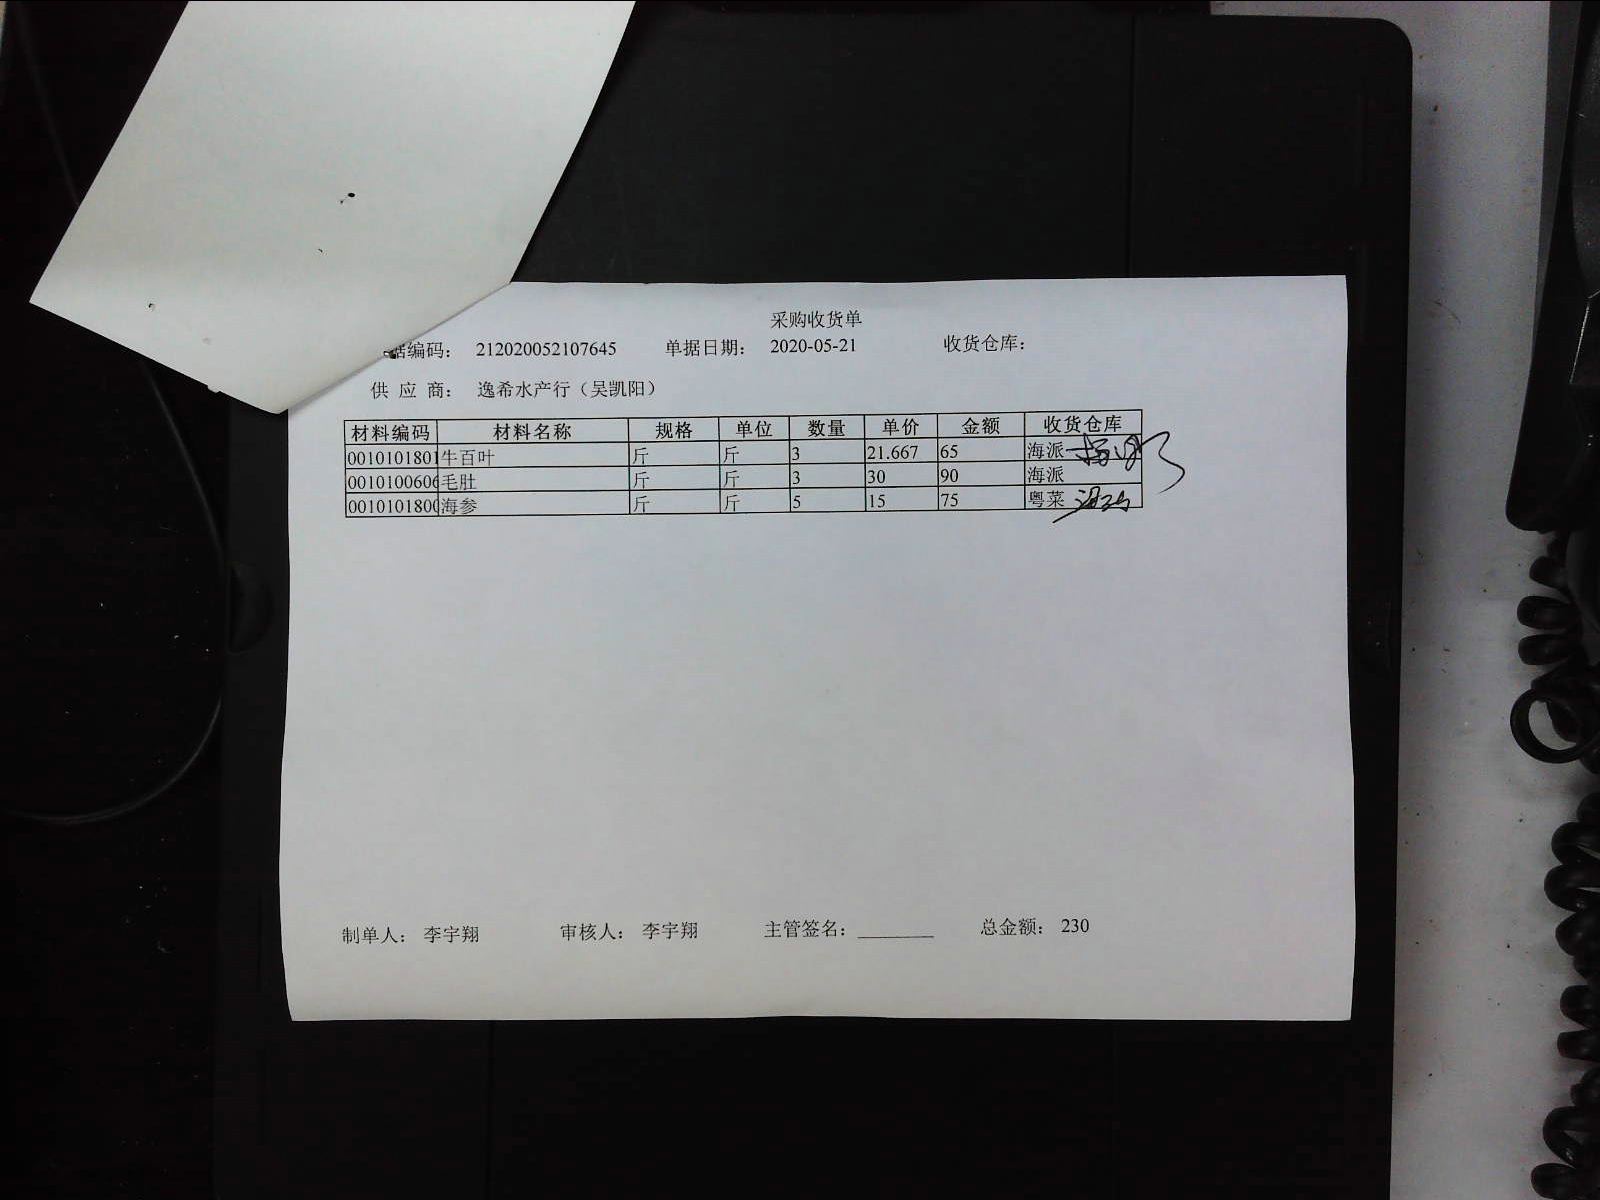 采购收货单
据编码： 212020052107645 单据日期： 2020-05-21 收货仓库：
供 应 商： 逸希水产行（吴凯阳）
材料编码 材料名称 规格 单位 数量 单价 金额 收货仓库
0010101801 牛百叶 斤 斤 3 21.667 65 海派
0010100606 毛肚 斤 斤 3 30 90 海派
0010101800 海参 斤 斤 5 15 75 粤菜
制单人： 李宇翔 审核人： 李宇翔 主管签名： 总金额： 230